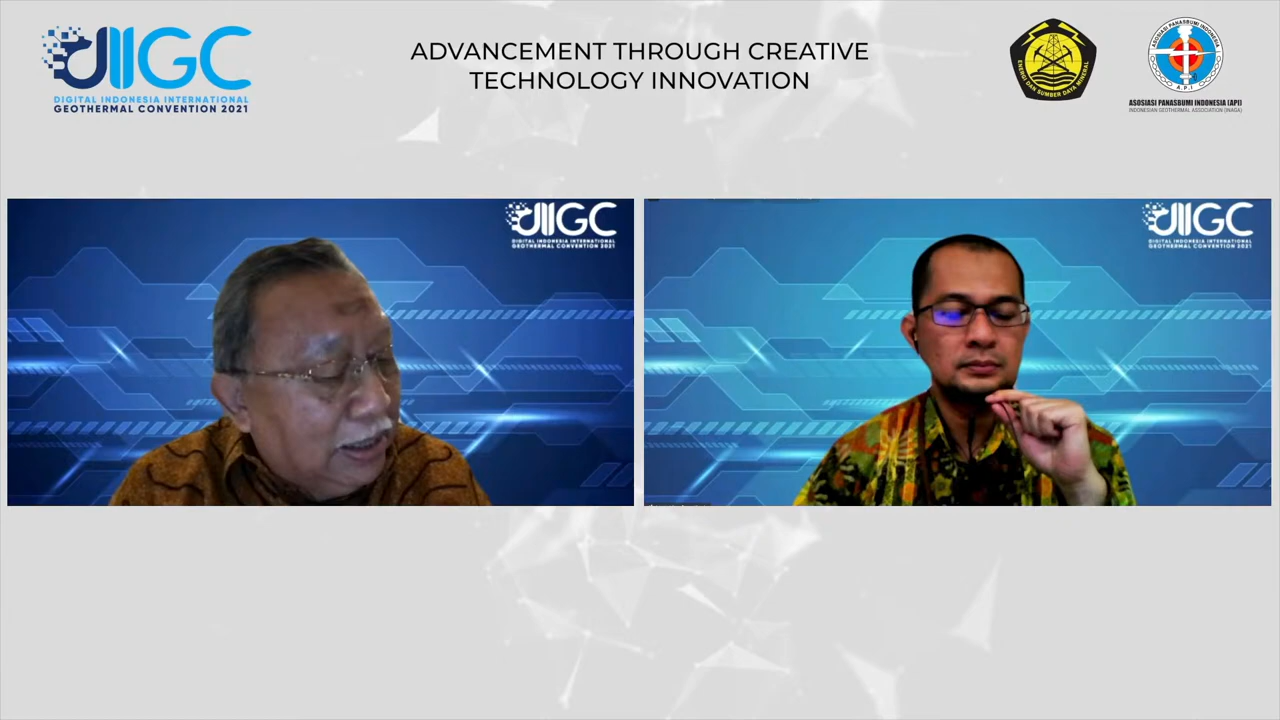 DIIGC
DIGITAL INDONESIA INTERNATIONAL
GEOTHERMAL CONVENTION 2021
ADVANCEMENT THROUGH CREATIVE
TECHNOLOGY INNOVATION
ENERGI DAN SUMBER DAYA MINERAL
ASOSIASI PANASBUMI INDONESIA
A.P.I
ASOSIASI PANASBUMI INDONESIA (API)
INDONESIAN GEOTHERMAL ASSOCIATION (INAGA)
DIIGC
DIGITAL INDONESIA INTERNATIONAL
GEOTHERMAL CONVENTION 2021
DIIGC
DIGITAL INDONESIA INTERNATIONAL
GEOTHERMAL CONVENTION 2021